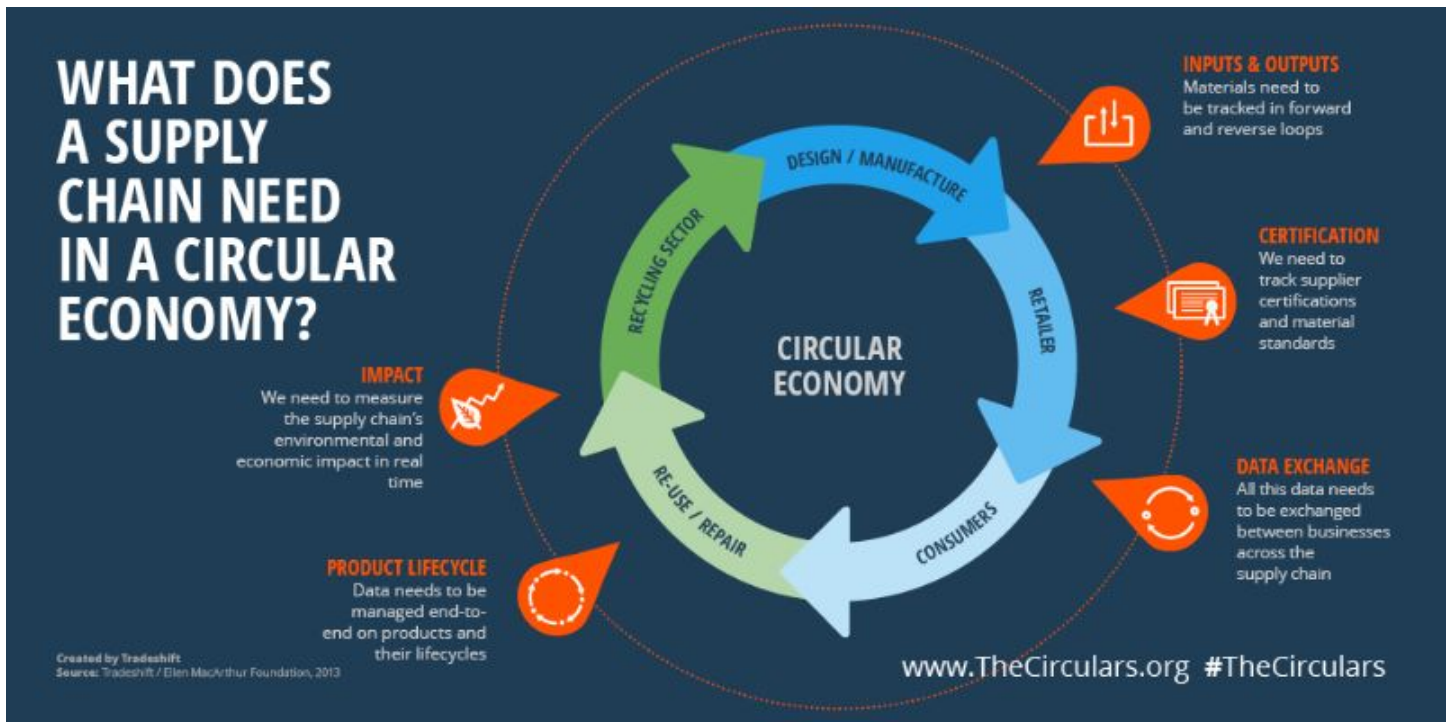 WHAT DOES
A SUPPLY
CHAIN NEED
IN A CIRCULAR
ECONOMY?
INPUTS & OUTPUTS
Materials need to
be tracked in forward
and reverse loops
CERTIFICATION
We need to
track supplier
certifications
and material
standards
DATA EXCHANGE
All this data needs
to be exchanged
between businesses
across the
supply chain
PRODUCT LIFECYCLE
Data needs to be
managed end-to-
end on products and
their lifecycles
IMPACT
We need to measure
the supply chain's
environmental and
economic impact in real
time
DESIGN / MANUFACTURE
RETAILER
CONSUMERS
RE-USE / REPAIR
RECYCLING SECTOR
CIRCULAR
ECONOMY
Created by Tradeshift
Source: Tradeshift / Ellen MacArthur Foundation, 2013
www.TheCirculars.org #TheCirculars